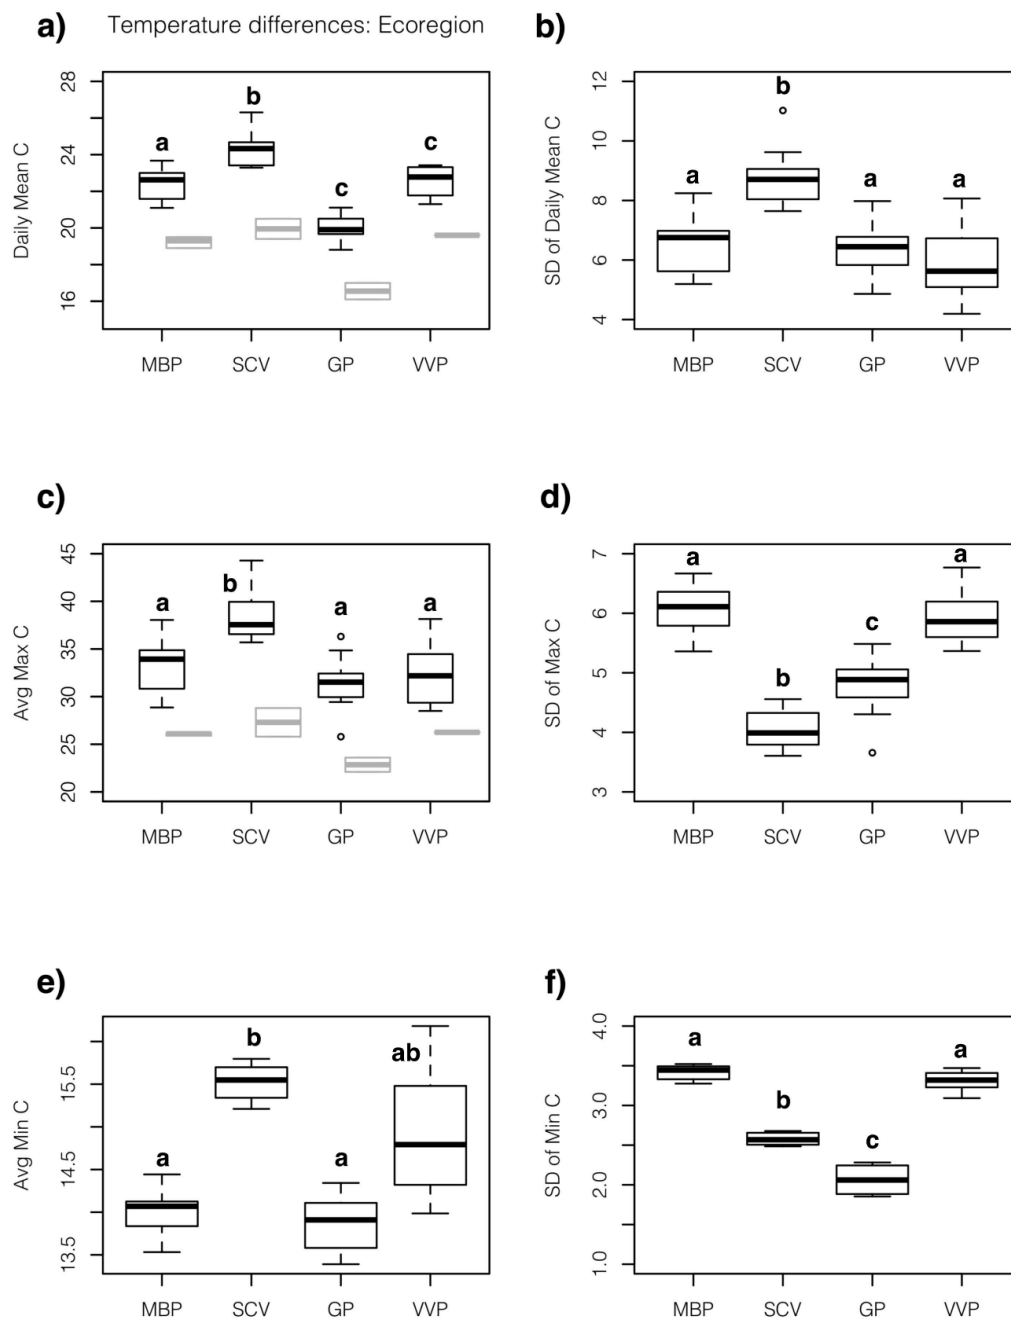 a) Temperature differences: Ecoregion
Daily Mean C
28
24
20
16
a
b
c
c
MBP SCV GP VVP
b)
SD of Daily Mean C
12
10
8
6
4
a
b
a
a
MBP SCV GP VVP
c)
Avg Max C
45
40
35
30
25
20
a
b
a
a
MBP SCV GP VVP
d)
SD of Max C
7
6
5
4
3
a
b
c
a
MBP SCV GP VVP
e)
Avg Min C
15.5
14.5
13.5
a
b
a
ab
MBP SCV GP VVP
f)
SD of Min C
4.0
3.0
2.0
1.0
a
b
c
a
MBP SCV GP VVP